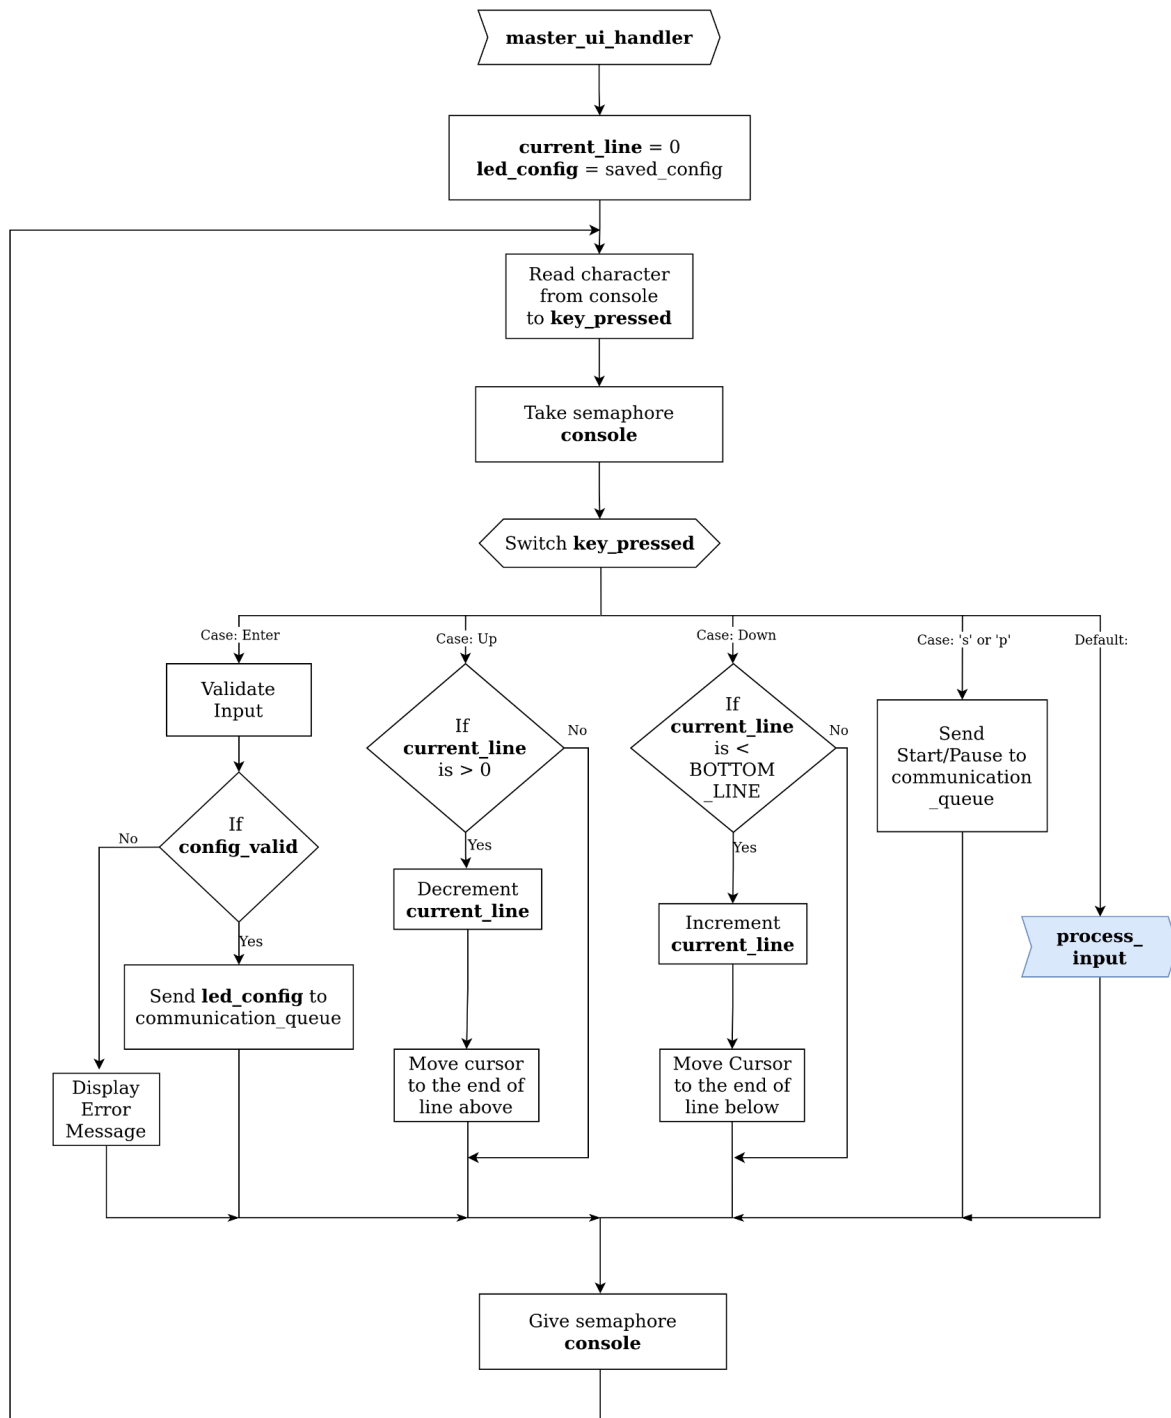 master_ui_handler
current_line = 0
led_config = saved_config
Read character
from console
to key_pressed
Take semaphore
console
Switch key_pressed
Case: Enter
Case: Up
Case: Down
Case: 's' or 'p'
Default:
Validate
Input
If
config_valid
No
Yes
Send led_config to
communication_queue
Display
Error
Message
If
current_line
is > 0
No
Yes
Decrement
current_line
Move cursor
to the end of
line above
If
current_line
is <
BOTTOM
_LINE
No
Yes
Increment
current_line
Move Cursor
to the end of
line below
Send
Start/Pause to
communication
_queue
process_
input
Give semaphore
console